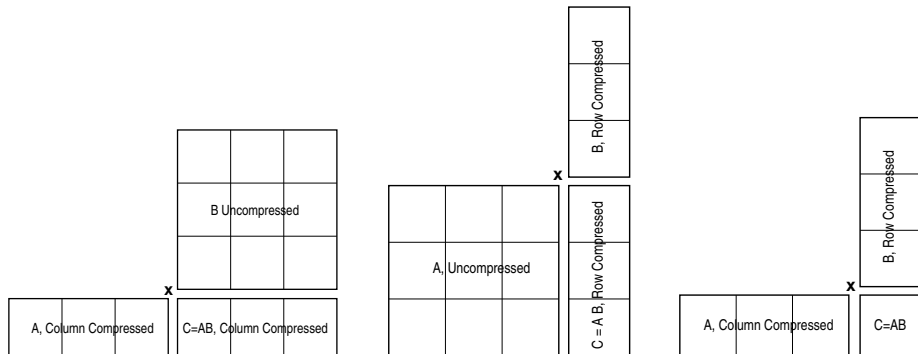 B Uncompressed
x
A, Column Compressed
C=AB, Column Compressed
B, Row Compressed
x
A, Uncompressed
C = A B, Row Compressed
B, Row Compressed
x
A, Column Compressed
C=AB